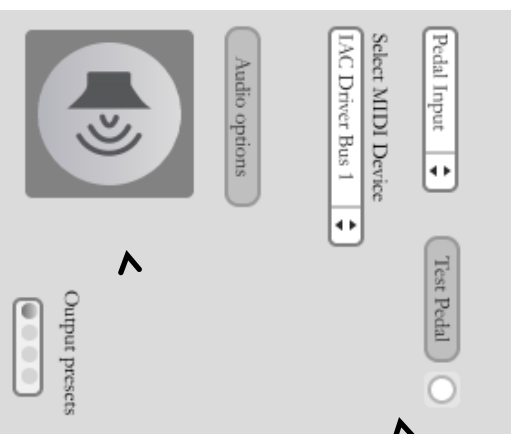 Pedal Input
Test Pedal
Select MIDI Device
IAC Driver Bus 1
Audio options
Output presets